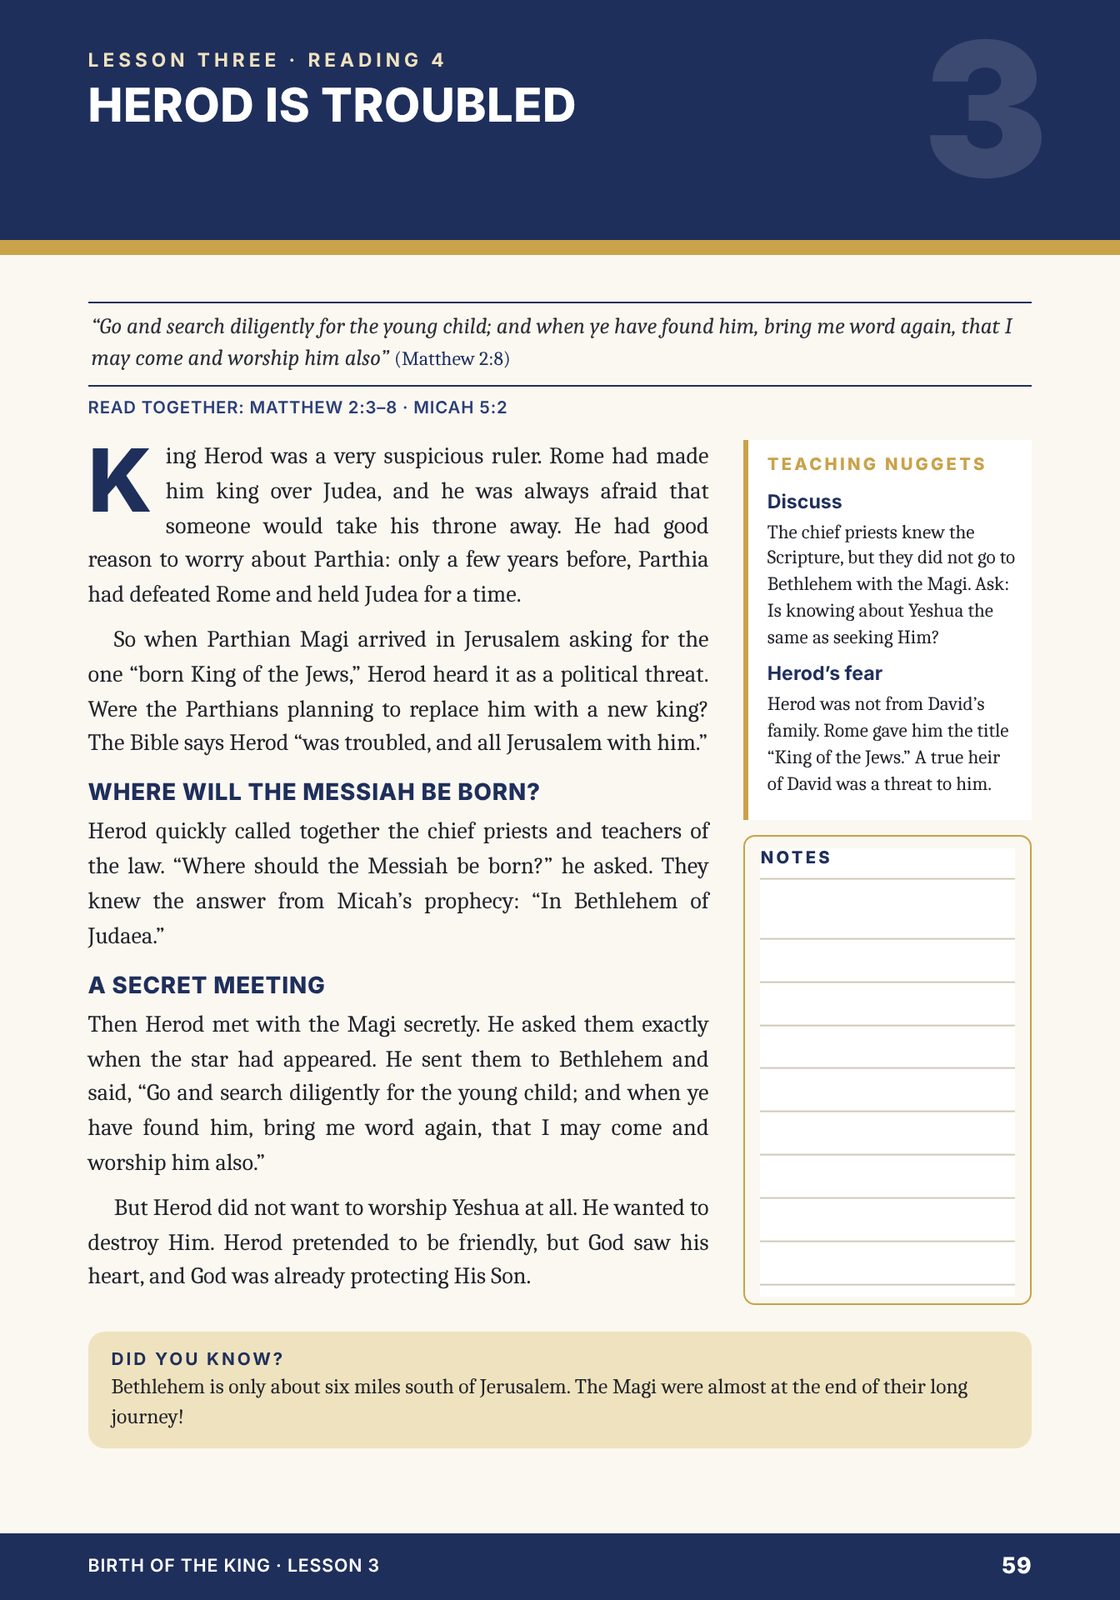 LESSON THREE · READING 4
HEROD IS TROUBLED
3
“Go and search diligently for the young child; and when ye have found him, bring me word again, that I
may come and worship him also” (Matthew 2:8)
READ TOGETHER: MATTHEW 2:3–8 · MICAH 5:2
King Herod was a very suspicious ruler. Rome had made
him king over Judea, and he was always afraid that
someone would take his throne away. He had good
reason to worry about Parthia: only a few years before, Parthia
had defeated Rome and held Judea for a time.
So when Parthian Magi arrived in Jerusalem asking for the
one “born King of the Jews,” Herod heard it as a political threat.
Were the Parthians planning to replace him with a new king?
The Bible says Herod “was troubled, and all Jerusalem with him.”
WHERE WILL THE MESSIAH BE BORN?
Herod quickly called together the chief priests and teachers of
the law. “Where should the Messiah be born?” he asked. They
knew the answer from Micah’s prophecy: “In Bethlehem of
Judaea.”
A SECRET MEETING
Then Herod met with the Magi secretly. He asked them exactly
when the star had appeared. He sent them to Bethlehem and
said, “Go and search diligently for the young child; and when ye
have found him, bring me word again, that I may come and
worship him also.”
But Herod did not want to worship Yeshua at all. He wanted to
destroy Him. Herod pretended to be friendly, but God saw his
heart, and God was already protecting His Son.
TEACHING NUGGETS
Discuss
The chief priests knew the
Scripture, but they did not go to
Bethlehem with the Magi. Ask:
Is knowing about Yeshua the
same as seeking Him?
Herod’s fear
Herod was not from David’s
family. Rome gave him the title
“King of the Jews.” A true heir
of David was a threat to him.
NOTES
DID YOU KNOW?
Bethlehem is only about six miles south of Jerusalem. The Magi were almost at the end of their long
journey!
BIRTH OF THE KING · LESSON 3
59